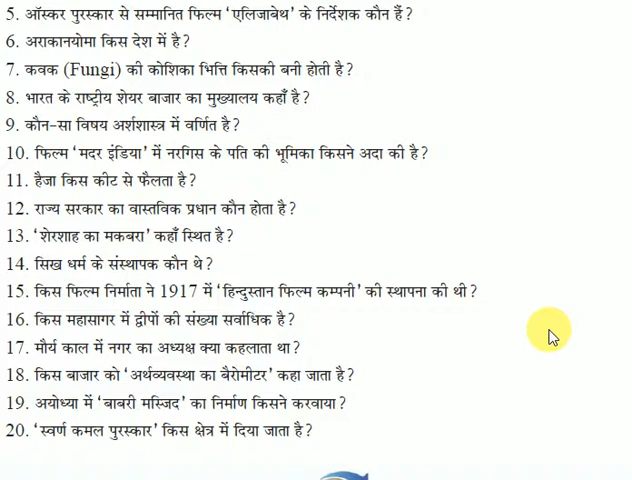 5. ऑस्कर पुरस्कार से सम्मानित फिल्म ‘एलिजाबेथ’ के निर्देशक कौन हैं?
6. अराकानयोमा किस देश में है?
7. कवक (Fungi) की कोशिका भित्ति किसकी बनी होती है?
8. भारत के राष्ट्रीय शेयर बाजार का मुख्यालय कहाँ है?
9. कौन-सा विषय अर्शशास्त्र में वर्णित है?
10. फिल्म ‘मदर इंडिया’ में नरगिस के पति की भूमिका किसने अदा की है?
11. हैजा किस कीट से फैलता है?
12. राज्य सरकार का वास्तविक प्रधान कौन होता है?
13. ‘शेरशाह का मकबरा’ कहाँ स्थित है?
14. सिख धर्म के संस्थापक कौन थे?
15. किस फिल्म निर्माता ने 1917 में ‘हिन्दुस्तान फिल्म कम्पनी’ की स्थापना की थी?
16. किस महासागर में द्वीपों की संख्या सर्वाधिक है?
17. मौर्य काल में नगर का अध्यक्ष क्या कहलाता था?
18. किस बाजार को ‘अर्थव्यवस्था का बैरोमीटर’ कहा जाता है?
19. अयोध्या में ‘बाबरी मस्जिद’ का निर्माण किसने करवाया?
20. ‘स्वर्ण कमल पुरस्कार’ किस क्षेत्र में दिया जाता है?